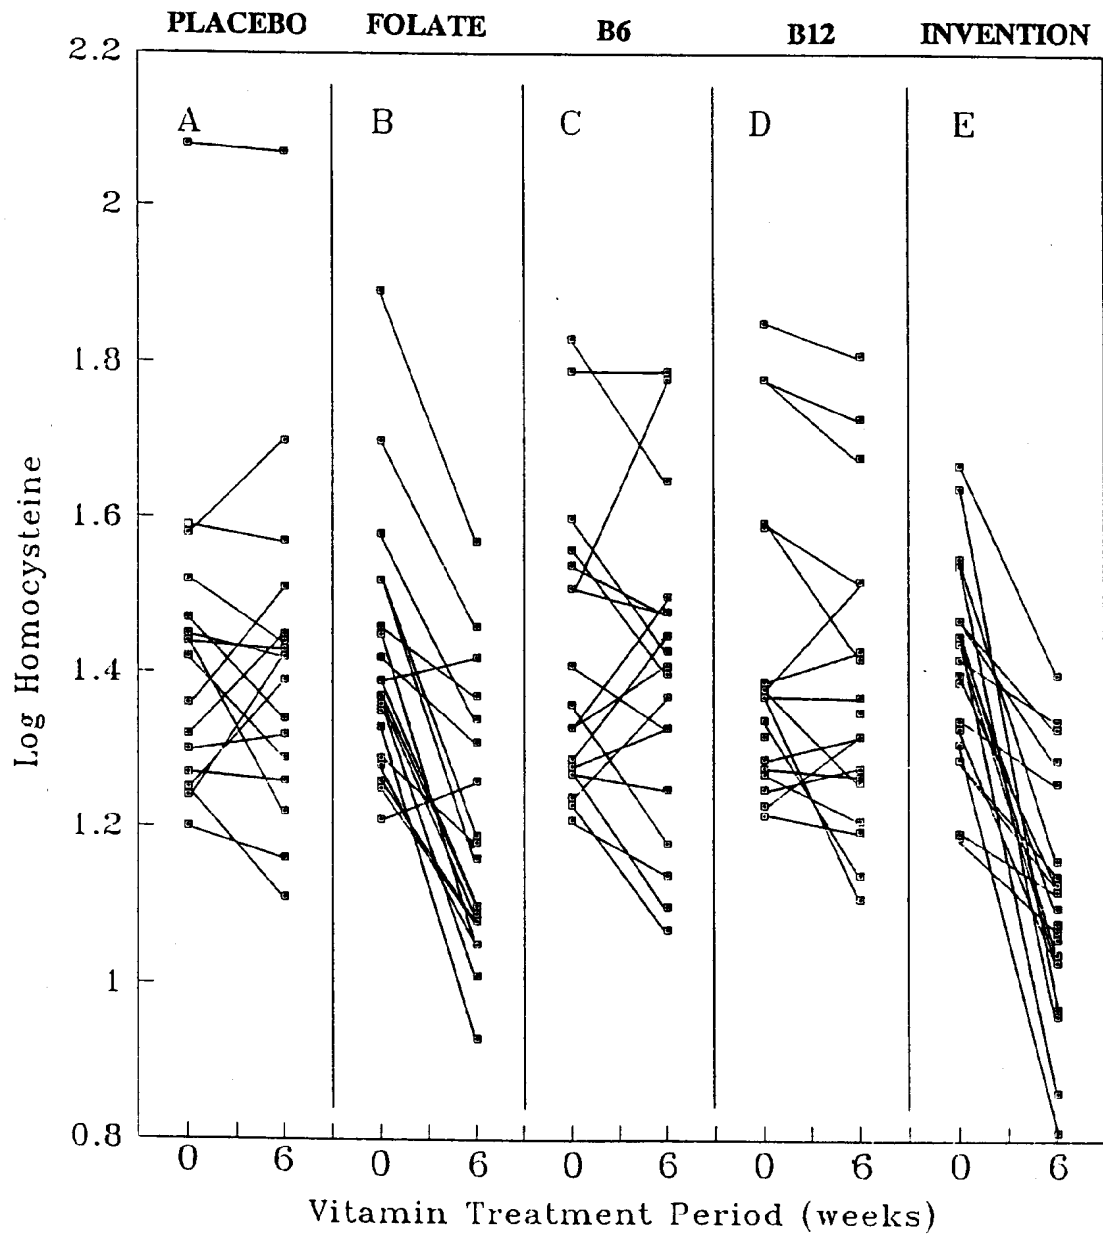 PLACEBO FOLATE B6 B12 INVENTION
2.2
A B C D E
2
1.8
1.6
1.4
1.2
1
0.8
Log Homocysteine
0 6 0 6 0 6 0 6 0 6
Vitamin Treatment Period (weeks)